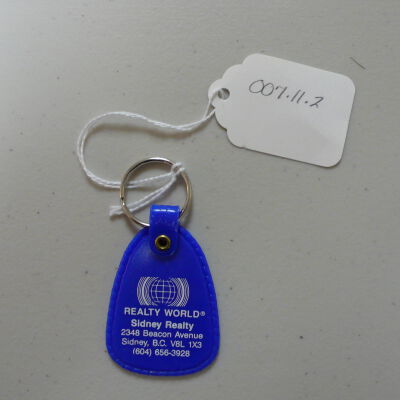 007.11.2
REALTY WORLD®
Sidney Realty
2348 Beacon Avenue
Sidney, B.C. V8L 1X3
(604) 656-3928